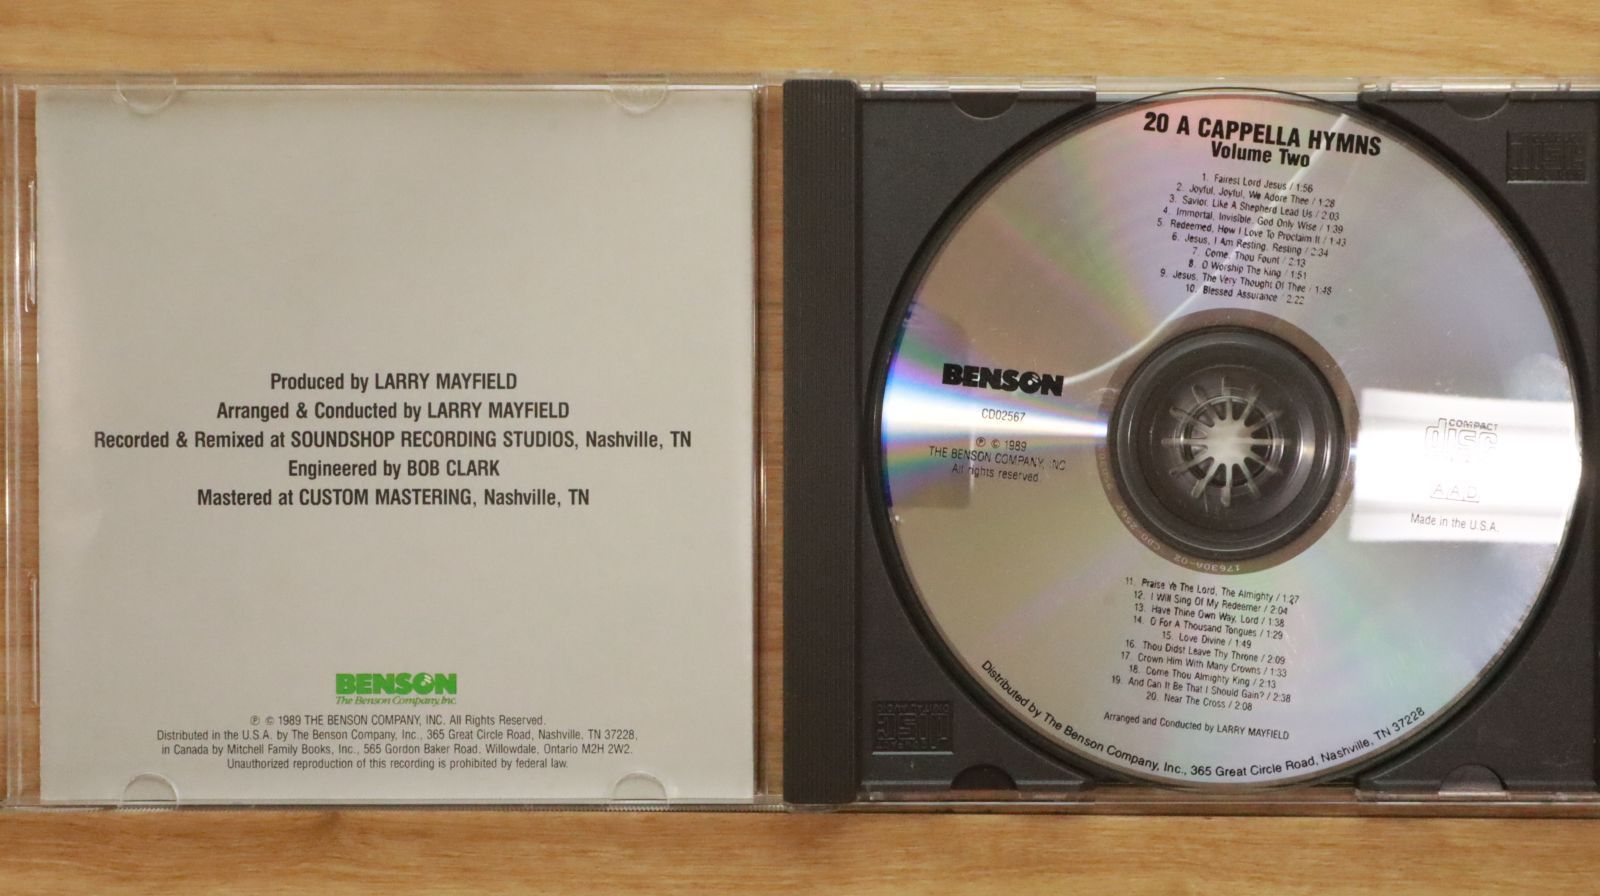 Produced by LARRY MAYFIELD
Arranged & Conducted by LARRY MAYFIELD
Recorded & Remixed at SOUNDSHOP RECORDING STUDIOS, Nashville, TN
Engineered by BOB CLARK
Mastered at CUSTOM MASTERING, Nashville, TN
BENSON
The Benson Company, Inc.
℗ © 1989 THE BENSON COMPANY, INC. All Rights Reserved.
Distributed in the U.S.A. by The Benson Company, Inc., 365 Great Circle Road, Nashville, TN 37228,
in Canada by Mitchell Family Books, Inc., 565 Gordon Baker Road, Willowdale, Ontario M2H 2W2.
Unauthorized reproduction of this recording is prohibited by federal law.
20 A CAPPELLA HYMNS
Volume Two
1. Fairest Lord Jesus / 1:56
2. Joyful, Joyful, We Adore Thee / 1:28
3. Savior, Like A Shepherd Lead Us / 2:03
4. Immortal, Invisible, God Only Wise / 1:39
5. Redeemed, How I Love To Proclaim It / 1:43
6. Jesus, I Am Resting, Resting / 2:34
7. Come, Thou Fount / 2:13
8. O Worship The King / 1:51
9. Jesus, The Very Thought Of Thee / 1:48
10. Blessed Assurance / 2:22
BENSON
CD02567
℗ © 1989
THE BENSON COMPANY, INC
All rights reserved.
COMPACT
disc
AAD
Made in the U.S.A.
17630A-02
11. Praise Ye The Lord, The Almighty / 1:27
12. I Will Sing Of My Redeemer / 2:04
13. Have Thine Own Way, Lord / 1:38
14. O For A Thousand Tongues / 1:29
15. Love Divine / 1:49
16. Thou Didst Leave Thy Throne / 2:09
17. Crown Him With Many Crowns / 1:33
18. Come Thou Almighty King / 2:13
19. And Can It Be That I Should Gain? / 2:38
20. Near The Cross / 2:08
Arranged and Conducted by LARRY MAYFIELD
Distributed by The Benson Company, Inc., 365 Great Circle Road, Nashville, TN 37228
disc
disc
DIGITAL AUDIO